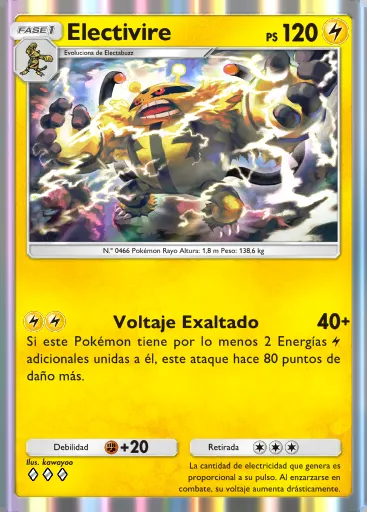 FASE 1
Electivire
PS 120
Evoluciona de Electabuzz
N.º 0466 Pokémon Rayo Altura: 1,8 m Peso: 138,6 kg
Voltaje Exaltado 40+
Si este Pokémon tiene por lo menos 2 Energías
adicionales unidas a él, este ataque hace 80 puntos de
daño más.
Debilidad +20
Retirada
Ilus. kawayoo
La cantidad de electricidad que genera es
proporcional a su pulso. Al enzarzarse en
combate, su voltaje aumenta drásticamente.